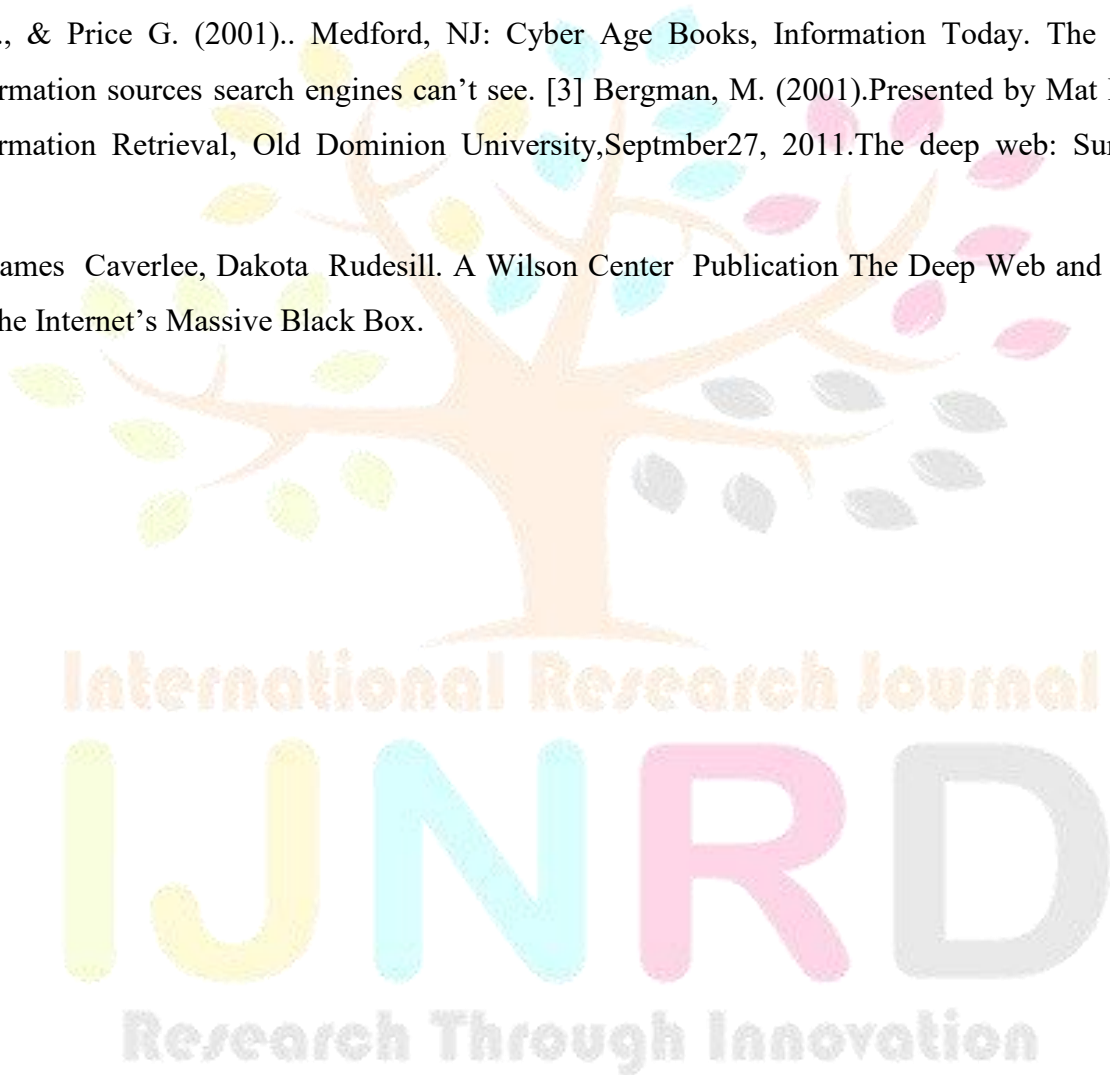 ., & Price G. (2001).. Medford, NJ: Cyber Age Books, Information Today. The
rmation sources search engines can’t see. [3] Bergman, M. (2001).Presented by Mat
rmation Retrieval, Old Dominion University,Septmber27, 2011.The deep web: Sur
ames Caverlee, Dakota Rudesill. A Wilson Center Publication The Deep Web and
he Internet’s Massive Black Box.
International Research Journal
IJNRD
Research Through Innovation